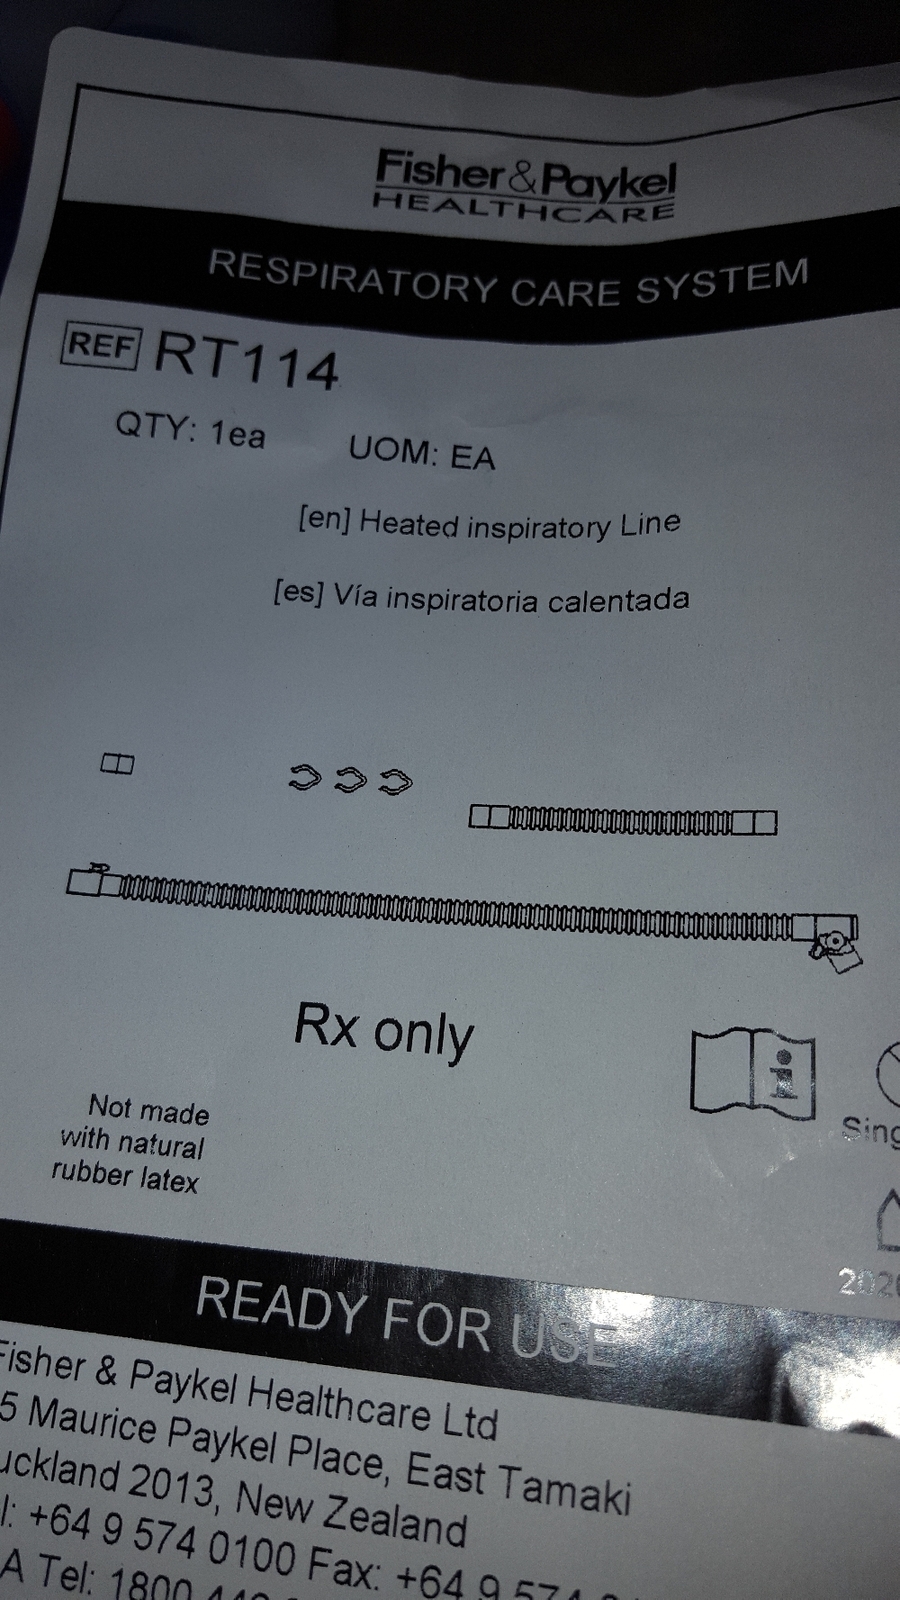 Fisher & Paykel
HEALTHCARE
RESPIRATORY CARE SYSTEM
REF RT114
QTY: 1ea UOM: EA
[en] Heated inspiratory Line
[es] Vía inspiratoria calentada
Rx only
Not made
with natural
rubber latex
READY FOR USE
Fisher & Paykel Healthcare Ltd
5 Maurice Paykel Place, East Tamaki
uckland 2013, New Zealand
l: +64 9 574 0100 Fax: +64 9 574
A Tel: 1800